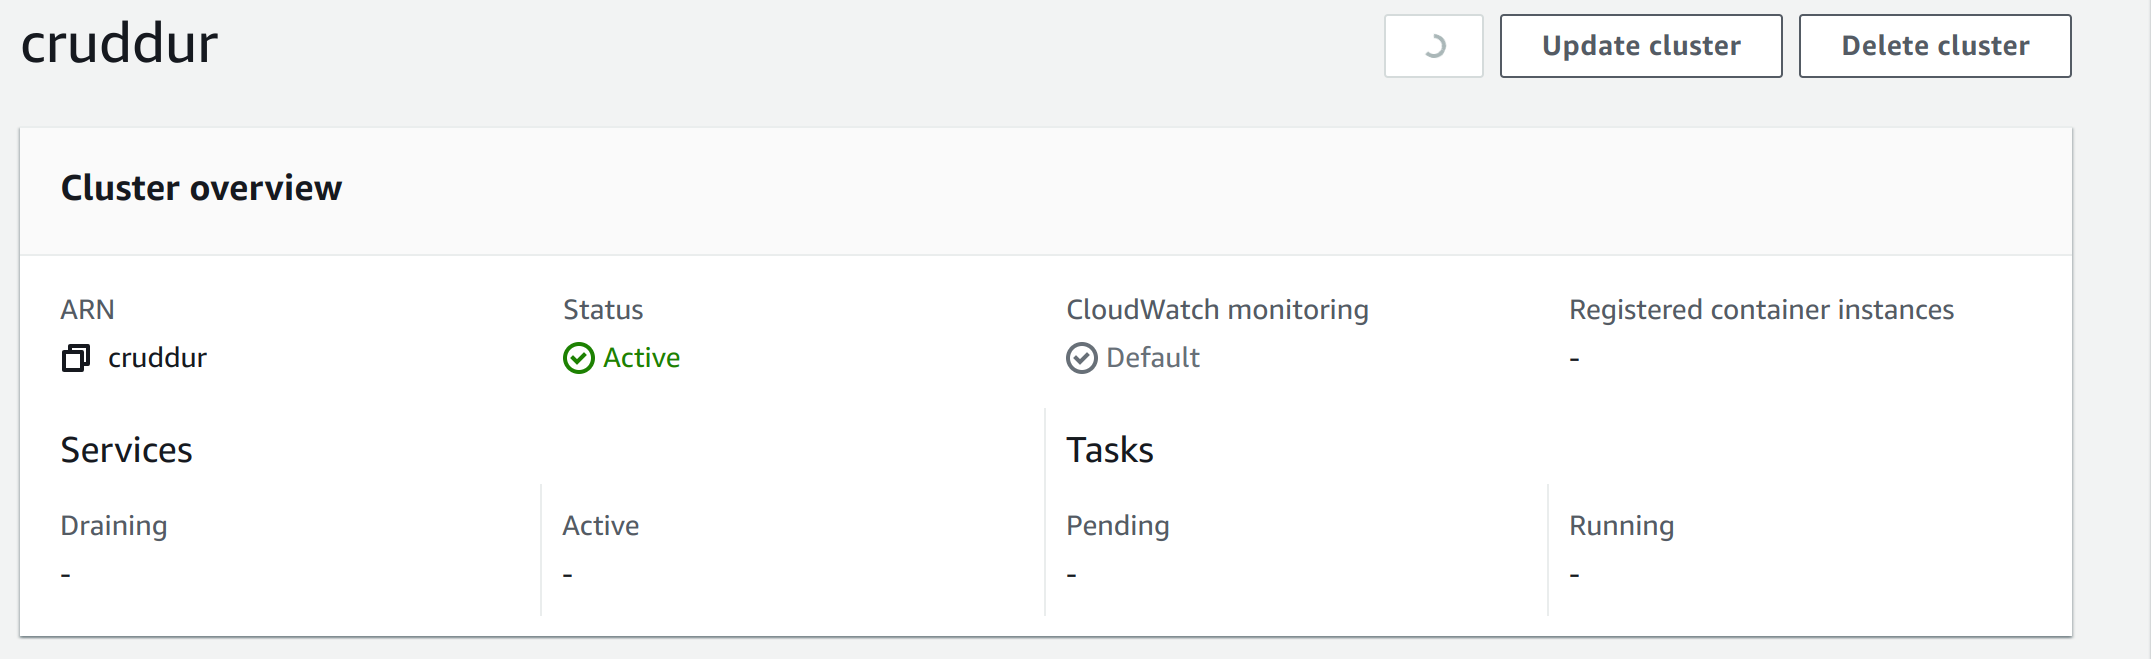 cruddur
Update cluster
Delete cluster
Cluster overview
ARN
cruddur
Status
Active
CloudWatch monitoring
Default
Registered container instances
-
Services
Draining
-
Active
-
Tasks
Pending
-
Running
-